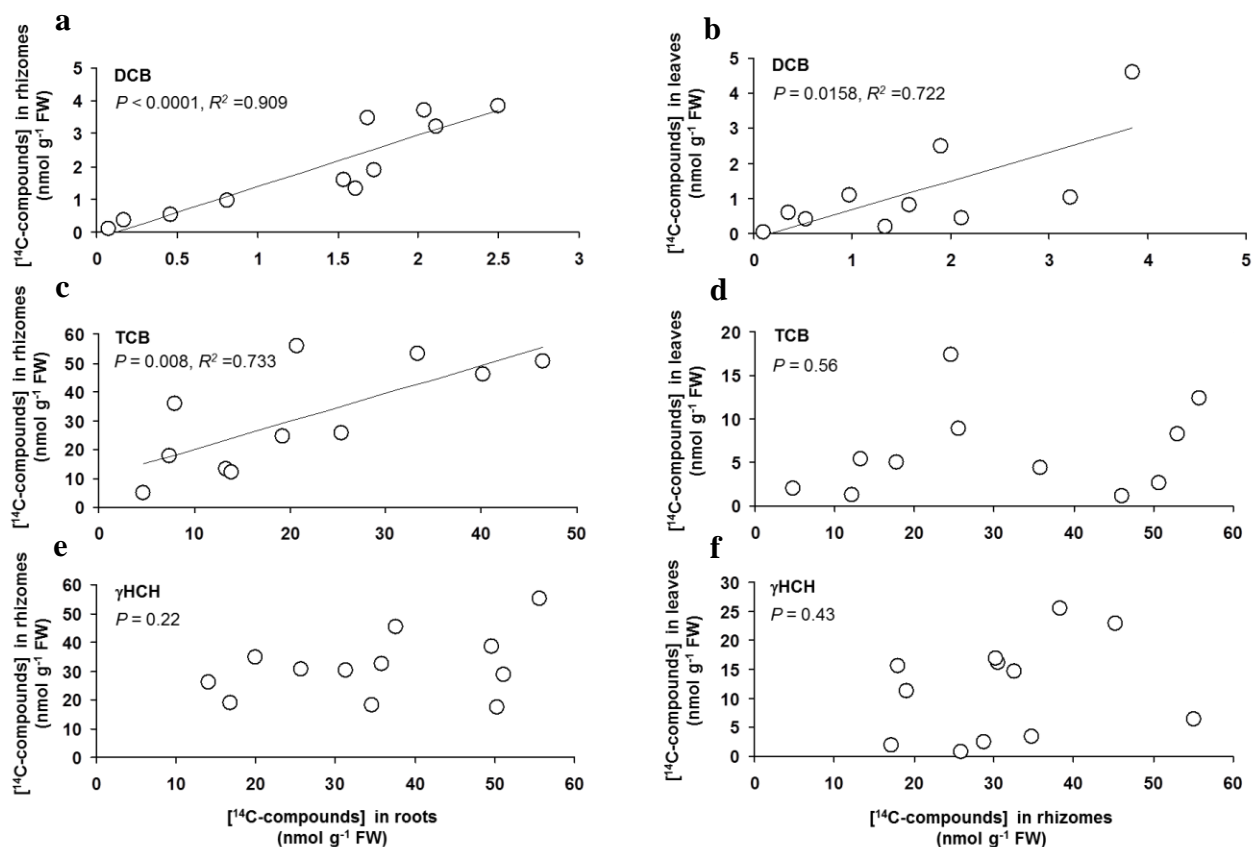 a
[¹⁴C-compounds] in rhizomes
(nmol g⁻¹ FW)
DCB
P < 0.0001, R² =0.909
5
4
3
2
1
0
0 0.5 1 1.5 2 2.5 3
b
[¹⁴C-compounds] in leaves
(nmol g⁻¹ FW)
DCB
P = 0.0158, R² =0.722
5
4
3
2
1
0
0 1 2 3 4 5
c
[¹⁴C-compounds] in rhizomes
(nmol g⁻¹ FW)
TCB
P = 0.008, R² =0.733
60
50
40
30
20
10
0
0 10 20 30 40 50
d
[¹⁴C-compounds] in leaves
(nmol g⁻¹ FW)
TCB
P = 0.56
20
15
10
5
0
0 10 20 30 40 50 60
e
[¹⁴C-compounds] in rhizomes
(nmol g⁻¹ FW)
γHCH
P = 0.22
60
50
40
30
20
10
0
0 10 20 30 40 50 60
[¹⁴C-compounds] in roots
(nmol g⁻¹ FW)
f
[¹⁴C-compounds] in leaves
(nmol g⁻¹ FW)
γHCH
P = 0.43
30
25
20
15
10
5
0
0 10 20 30 40 50 60
[¹⁴C-compounds] in rhizomes
(nmol g⁻¹ FW)